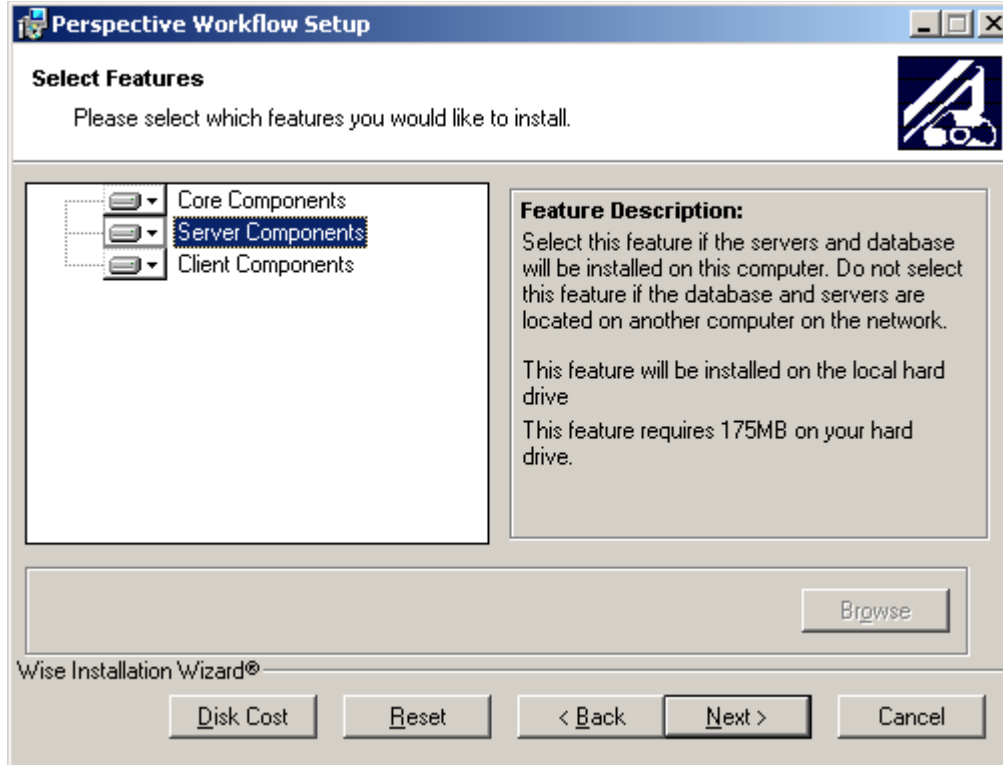 Perspective Workflow Setup
Select Features
Please select which features you would like to install.
Core Components
Server Components
Client Components
Feature Description:
Select this feature if the servers and database
will be installed on this computer. Do not select
this feature if the database and servers are
located on another computer on the network.
This feature will be installed on the local hard
drive
This feature requires 175MB on your hard
drive.
Browse
Wise Installation Wizard®
Disk Cost
Reset
< Back
Next >
Cancel